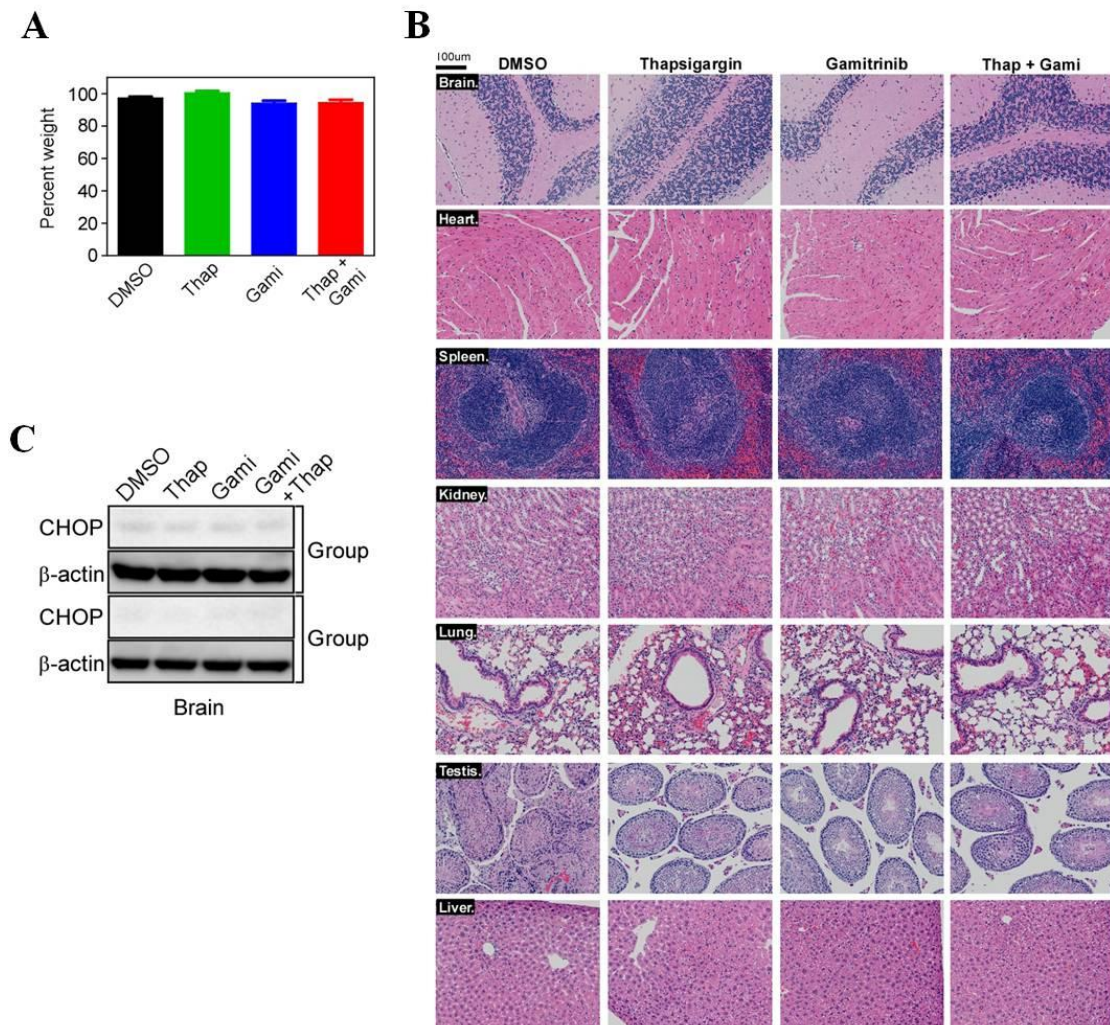 A
Percent weight
100
80
60
40
20
0
DMSO
Thap
Gami
Thap +
Gami
B
100um
DMSO
Thapsigargin
Gamitrinib
Thap + Gami
Brain.
Heart.
Spleen.
Kidney.
Lung.
Testis.
Liver.
C
DMSO
Thap
Gami
Gami
+Thap
CHOP
β-actin
Group
CHOP
β-actin
Group
Brain